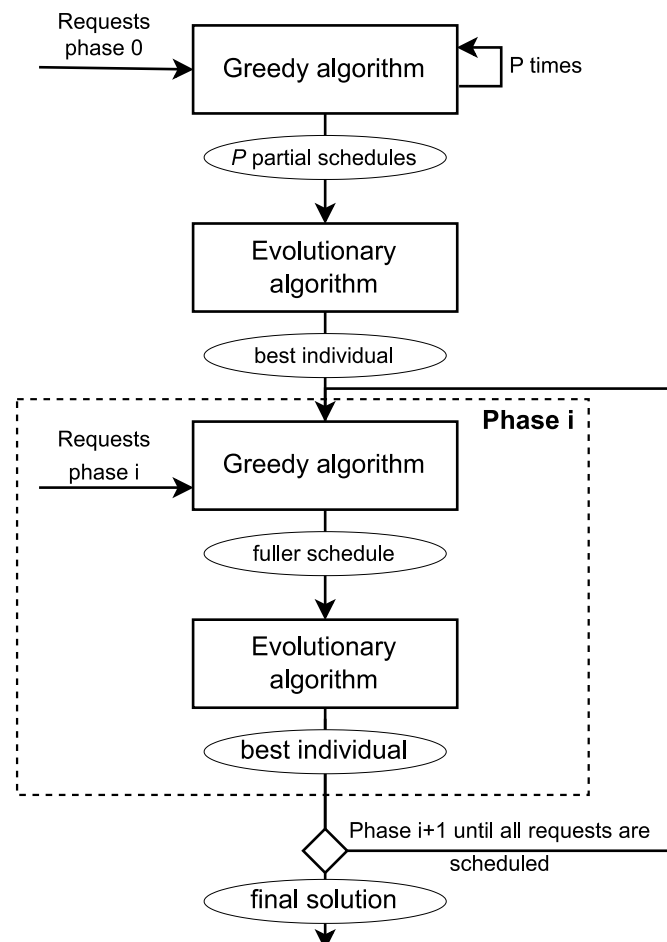 Requests
phase 0
Greedy algorithm
P times
P partial schedules
Evolutionary
algorithm
best individual
Phase i
Requests
phase i
Greedy algorithm
fuller schedule
Evolutionary
algorithm
best individual
Phase i+1 until all requests are
scheduled
final solution